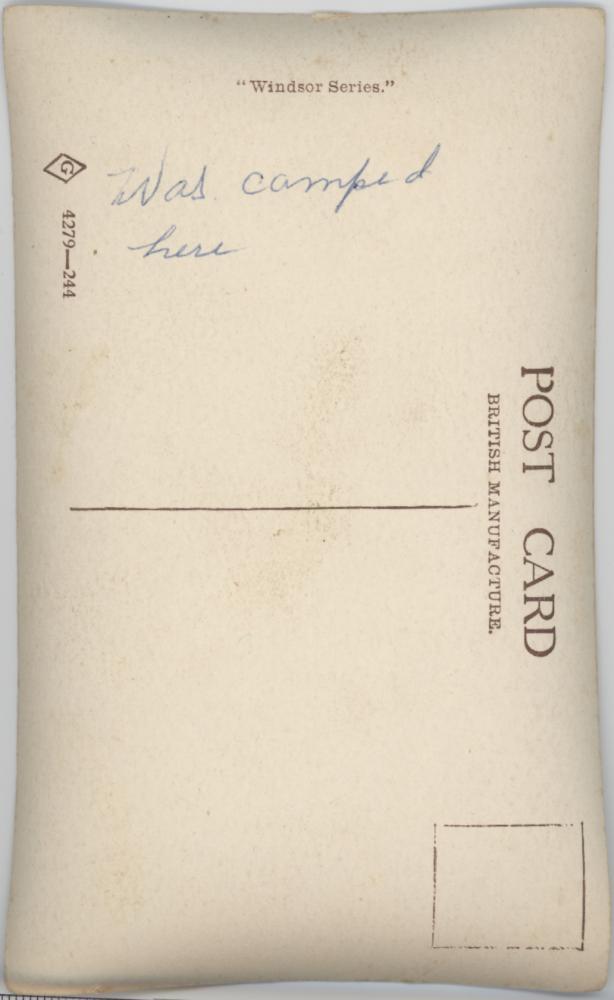 "Windsor Series."
Was camped
here
G
4279—244
POST CARD
BRITISH MANUFACTURE.